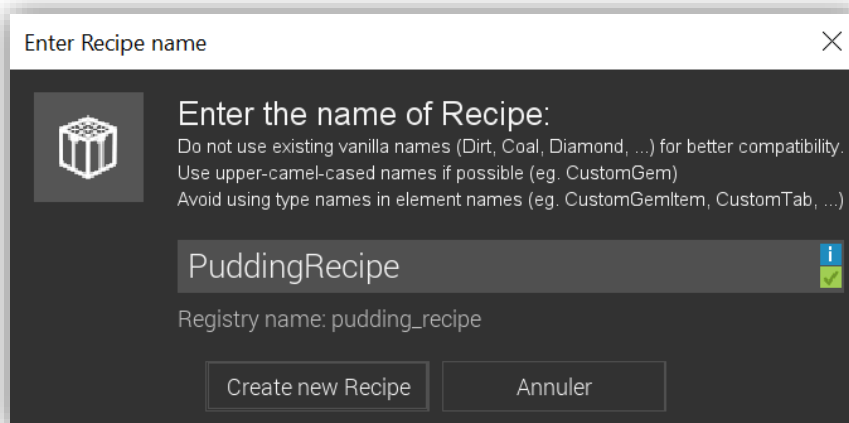 Enter Recipe name
Enter the name of Recipe:
Do not use existing vanilla names (Dirt, Coal, Diamond, ...) for better compatibility.
Use upper-camel-cased names if possible (eg. CustomGem)
Avoid using type names in element names (eg. CustomGemItem, CustomTab, ...)
PuddingRecipe
Registry name: pudding_recipe
Create new Recipe
Annuler